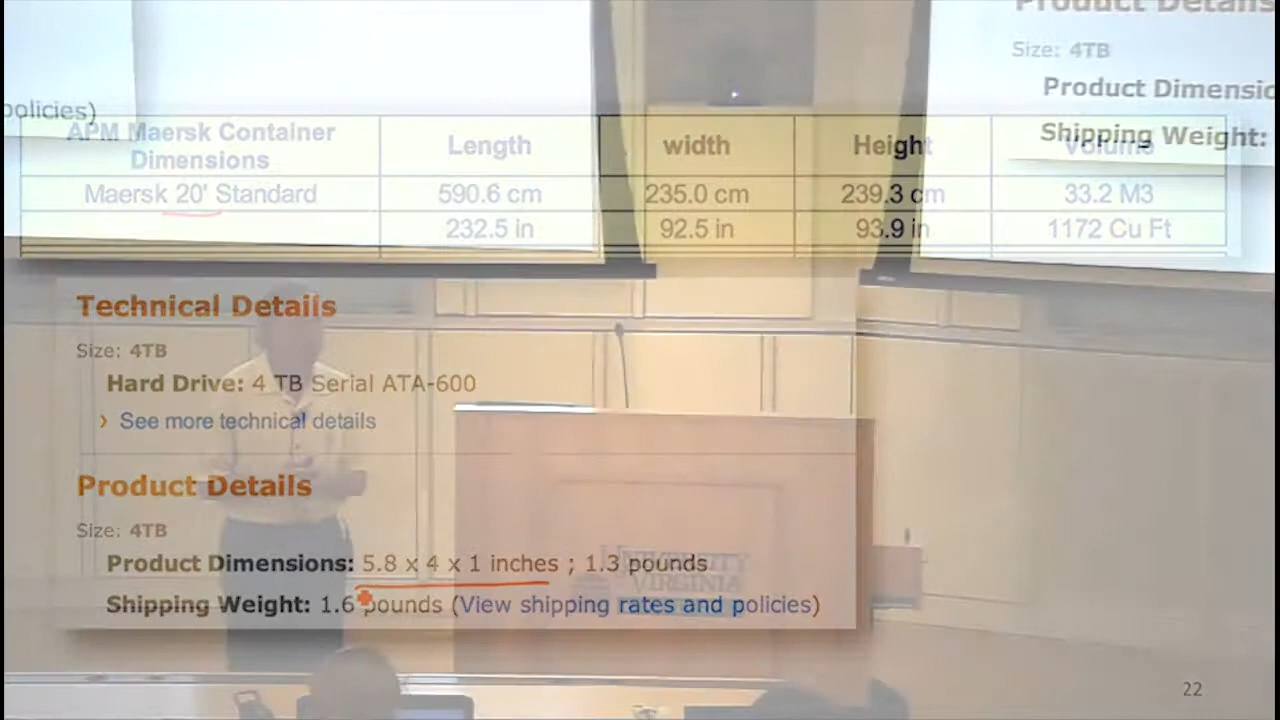 Product Details
Size: 4TB
Product Dimensio
Shipping Weight:
policies)
APM Maersk Container Dimensions Length width Height Volume
Maersk 20' Standard 590.6 cm 235.0 cm 239.3 cm 33.2 M3
232.5 in 92.5 in 93.9 in 1172 Cu Ft
Technical Details
Size: 4TB
Hard Drive: 4 TB Serial ATA-600
› See more technical details
Product Details
Size: 4TB
Product Dimensions: 5.8 x 4 x 1 inches ; 1.3 pounds
Shipping Weight: 1.6 pounds (View shipping rates and policies)
UNIVERSITY
VIRGINIA
22